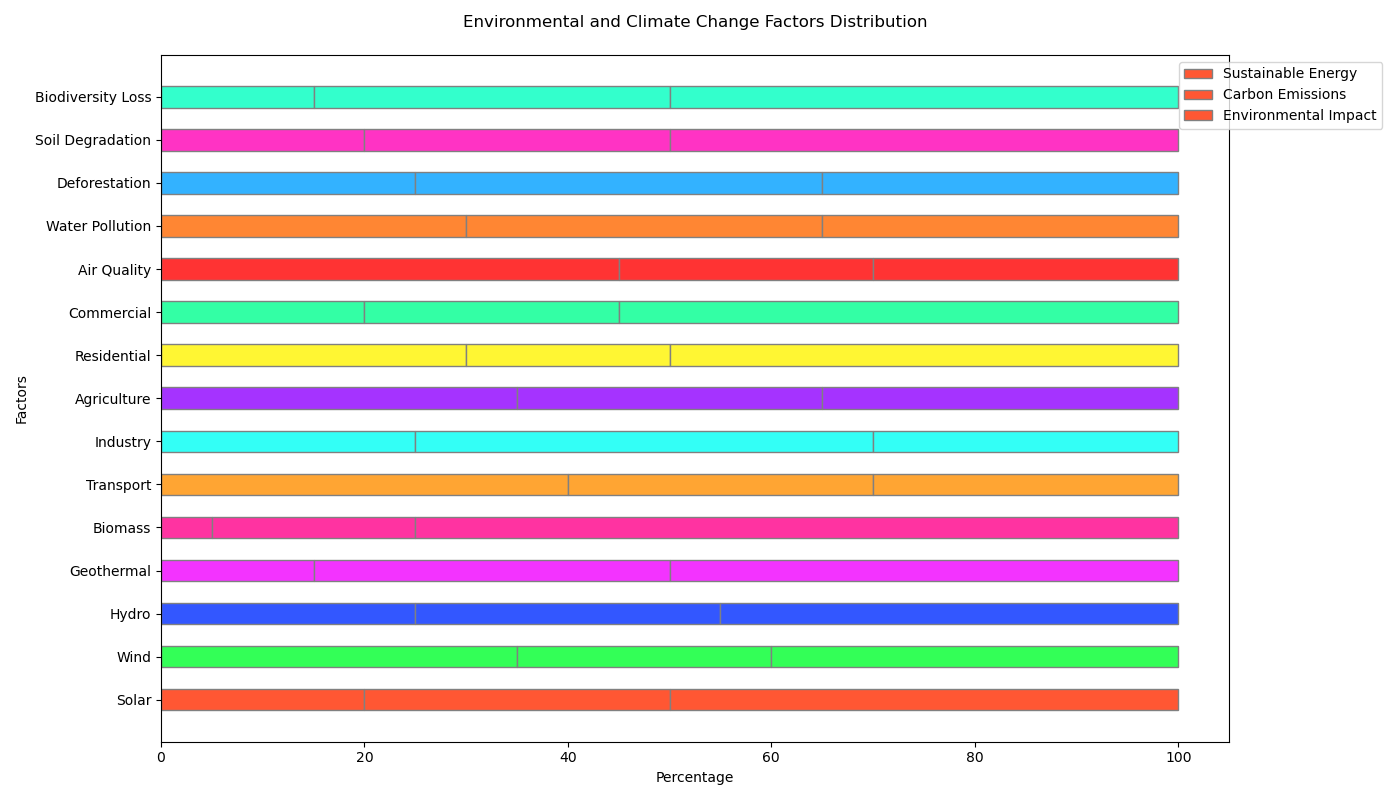 Environmental and Climate Change Factors Distribution
Sustainable Energy
Carbon Emissions
Environmental Impact
Factors
Biodiversity Loss
Soil Degradation
Deforestation
Water Pollution
Air Quality
Commercial
Residential
Agriculture
Industry
Transport
Biomass
Geothermal
Hydro
Wind
Solar
0 20 40 60 80 100
Percentage